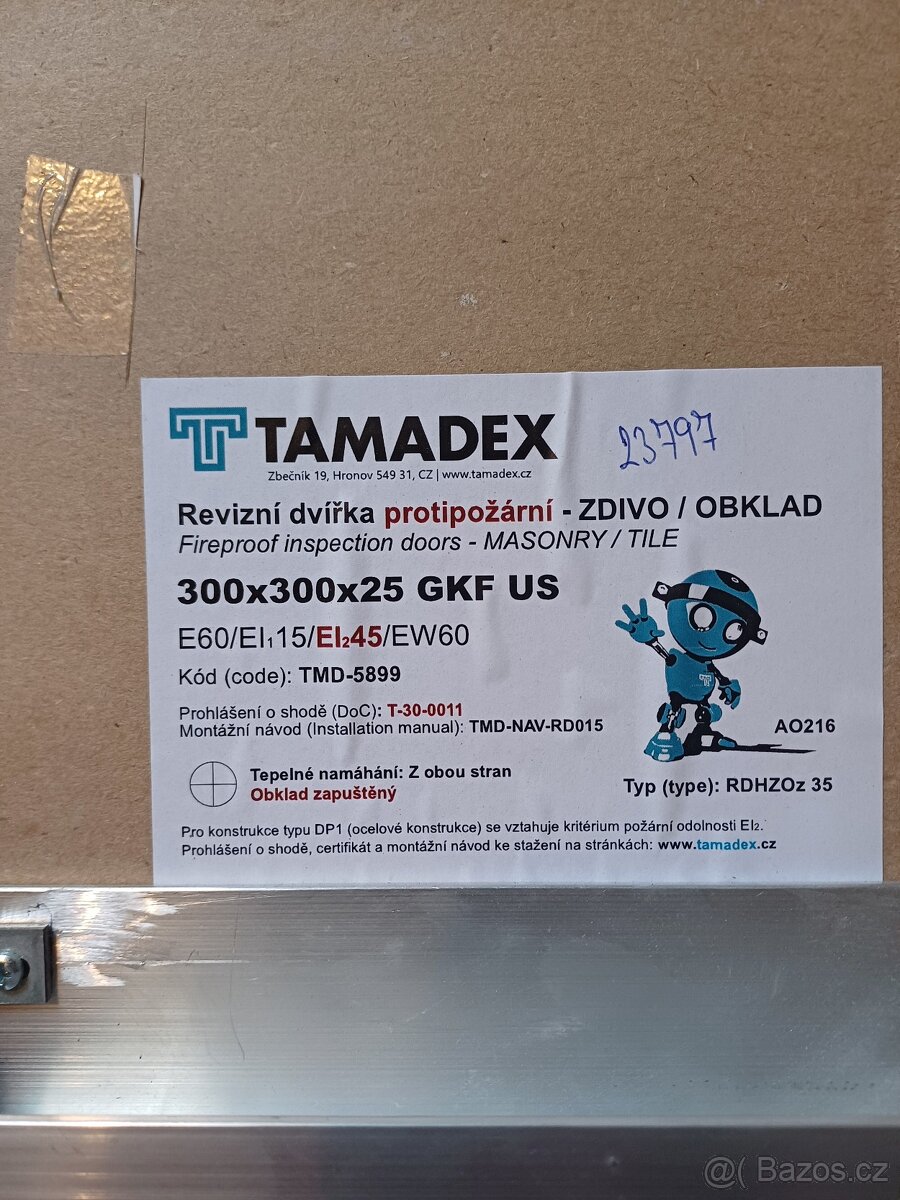 TAMADEX
23797
Zbečník 19, Hronov 549 31, CZ | www.tamadex.cz
Revizní dvířka protipožární - ZDIVO / OBKLAD
Fireproof inspection doors - MASONRY / TILE
300x300x25 GKF US
E60/EI₁15/EI₂45/EW60
Kód (code): TMD-5899
Prohlášení o shodě (DoC): T-30-0011
Montážní návod (Installation manual): TMD-NAV-RD015
AO216
Tepelné namáhání: Z obou stran
Obklad zapuštěný
Typ (type): RDHZOz 35
Pro konstrukce typu DP1 (ocelové konstrukce) se vztahuje kritérium požární odolnosti EI₂.
Prohlášení o shodě, certifikát a montážní návod ke stažení na stránkách: www.tamadex.cz
@( Bazos.cz